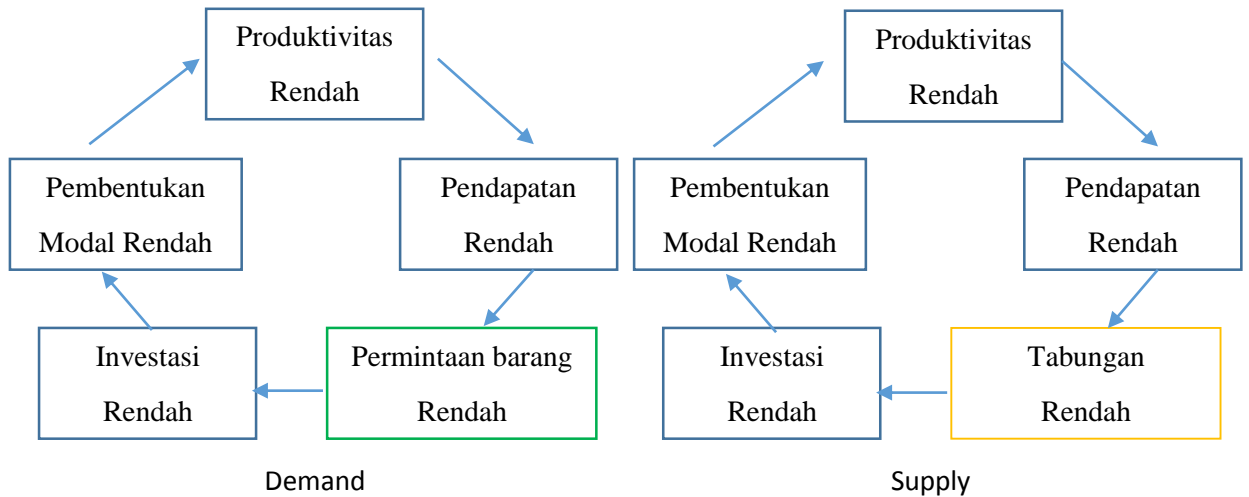 Produktivitas
Rendah
Pendapatan
Rendah
Permintaan barang
Rendah
Investasi
Rendah
Pembentukan
Modal Rendah
Demand
Produktivitas
Rendah
Pendapatan
Rendah
Tabungan
Rendah
Investasi
Rendah
Pembentukan
Modal Rendah
Supply